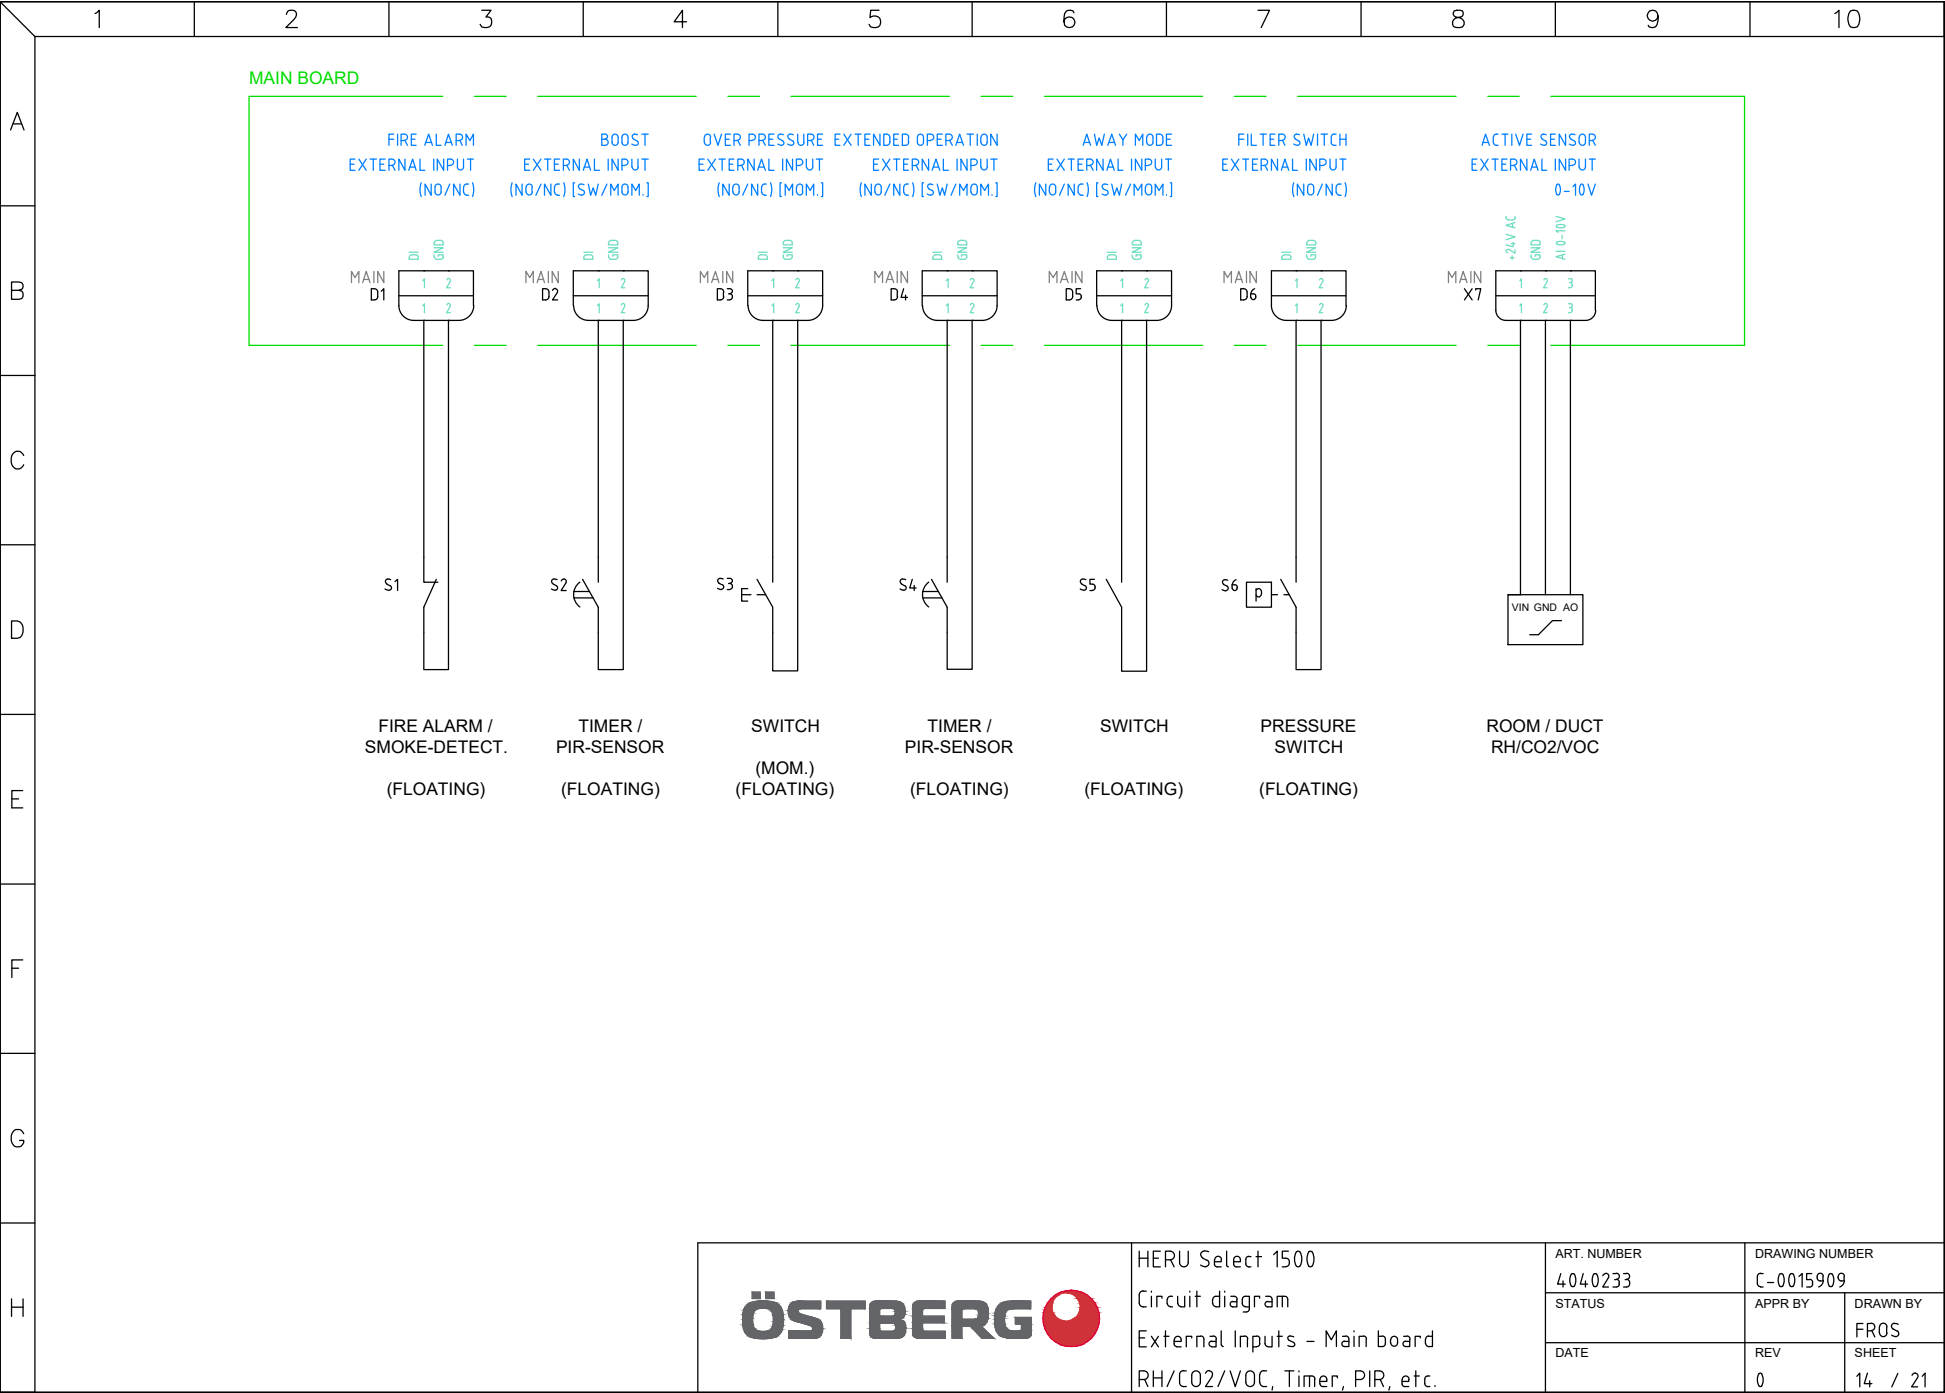 1 2 3 4 5 6 7 8 9 10
A
B
C
D
E
F
G
H
MAIN BOARD
FIRE ALARM
EXTERNAL INPUT
(NO/NC)
BOOST
EXTERNAL INPUT
(NO/NC) [SW/MOM.]
OVER PRESSURE
EXTERNAL INPUT
(NO/NC) [MOM.]
EXTENDED OPERATION
EXTERNAL INPUT
(NO/NC) [SW/MOM.]
AWAY MODE
EXTERNAL INPUT
(NO/NC) [SW/MOM.]
FILTER SWITCH
EXTERNAL INPUT
(NO/NC)
ACTIVE SENSOR
EXTERNAL INPUT
0-10V
DI GND
MAIN
D1
1 2
1 2
DI GND
MAIN
D2
1 2
1 2
DI GND
MAIN
D3
1 2
1 2
DI GND
MAIN
D4
1 2
1 2
DI GND
MAIN
D5
1 2
1 2
DI GND
MAIN
D6
1 2
1 2
+24V AC GND AI 0-10V
MAIN
X7
1 2 3
1 2 3
S1
S2
S3
S4
S5
S6
P
VIN GND AO
FIRE ALARM /
SMOKE-DETECT.
(FLOATING)
TIMER /
PIR-SENSOR
(FLOATING)
SWITCH
(MOM.)
(FLOATING)
TIMER /
PIR-SENSOR
(FLOATING)
SWITCH
(FLOATING)
PRESSURE
SWITCH
(FLOATING)
ROOM / DUCT
RH/CO2/VOC
ÖSTBERG
HERU Select 1500
Circuit diagram
External Inputs - Main board
RH/CO2/VOC, Timer, PIR, etc.
ART. NUMBER
4040233
DRAWING NUMBER
C-0015909
STATUS
APPR BY
DRAWN BY
FROS
DATE
REV
0
SHEET
14 / 21